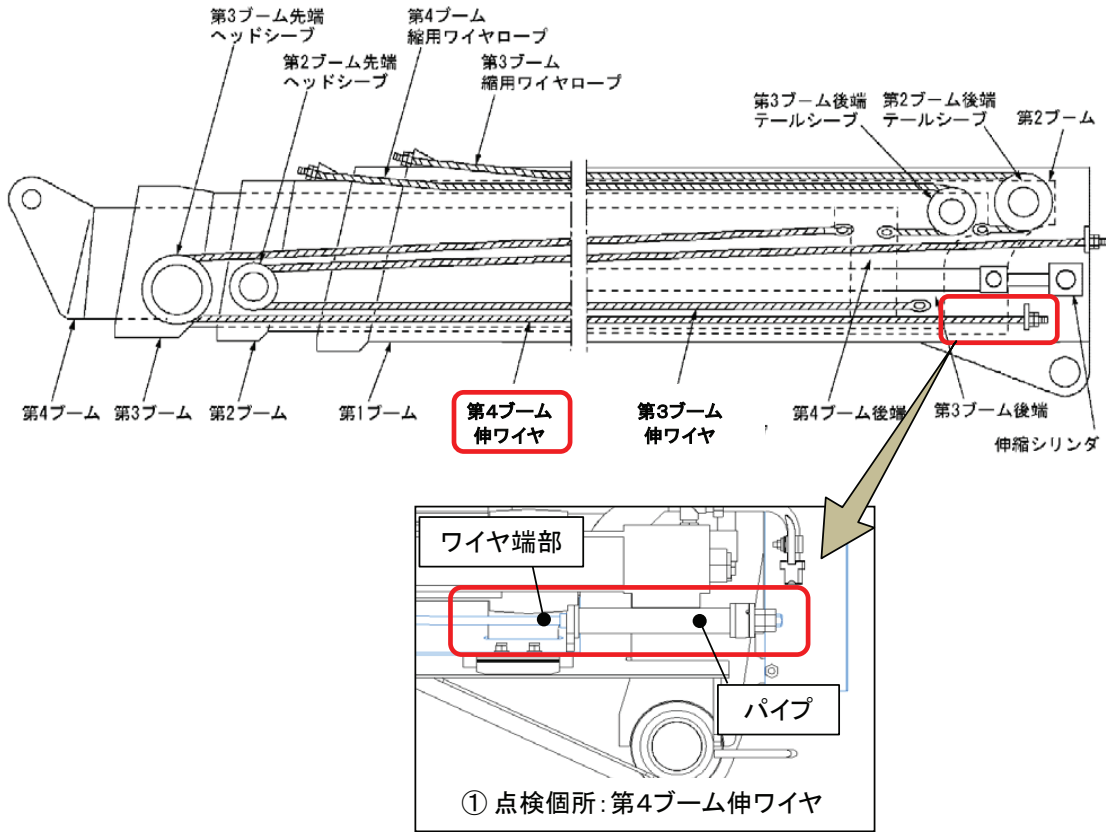 第3ブーム先端
ヘッドシーブ
第4ブーム
縮用ワイヤロープ
第2ブーム先端
ヘッドシーブ
第3ブーム
縮用ワイヤロープ
第3ブーム後端
テールシーブ
第2ブーム後端
テールシーブ
第2ブーム
第4ブーム
第3ブーム
第2ブーム
第1ブーム
第4ブーム
伸ワイヤ
第3ブーム
伸ワイヤ
第4ブーム後端
第3ブーム後端
伸縮シリンダ
ワイヤ端部
パイプ
① 点検個所：第4ブーム伸ワイヤ